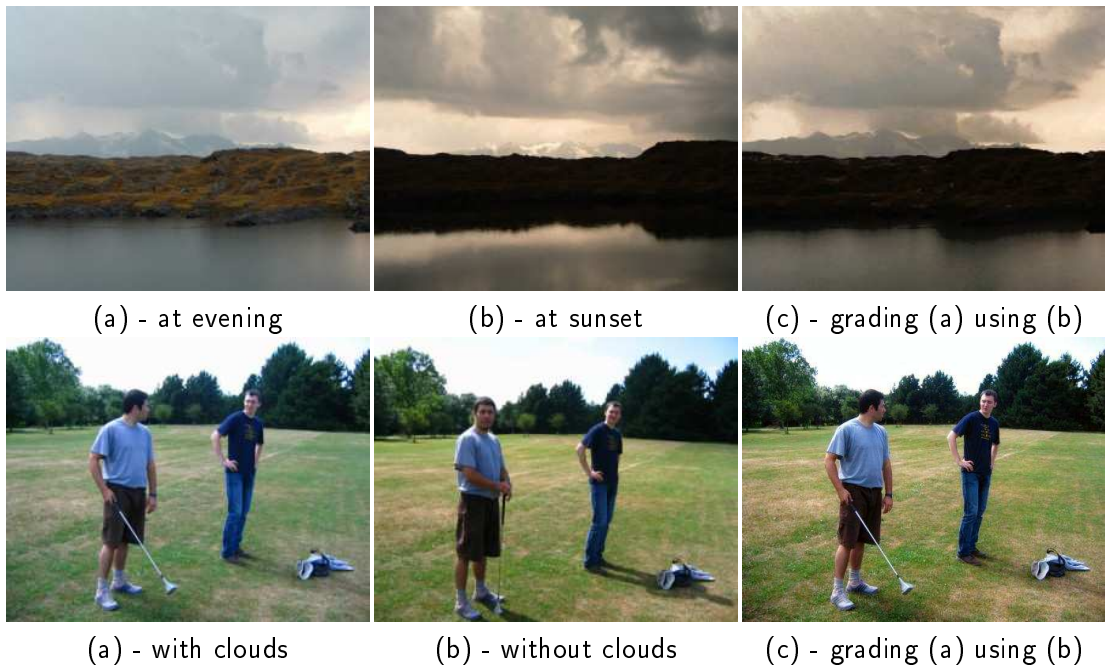 (a) - at evening
(b) - at sunset
(c) - grading (a) using (b)
(a) - with clouds
(b) - without clouds
(c) - grading (a) using (b)